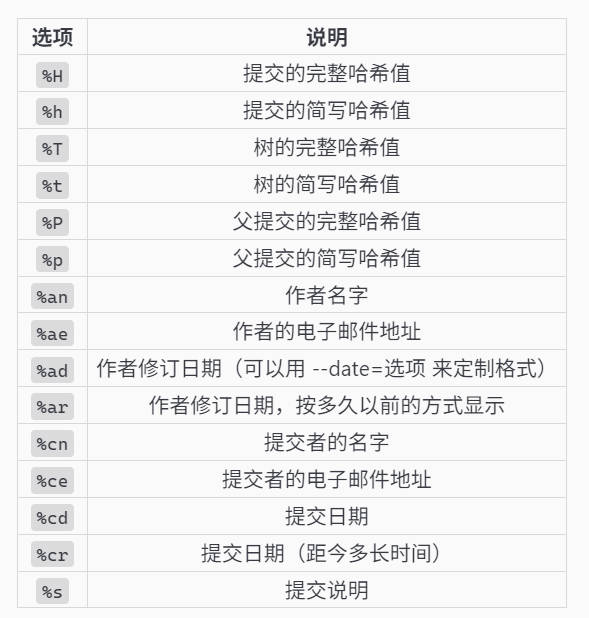 选项 说明
%H 提交的完整哈希值
%h 提交的简写哈希值
%T 树的完整哈希值
%t 树的简写哈希值
%P 父提交的完整哈希值
%p 父提交的简写哈希值
%an 作者名字
%ae 作者的电子邮件地址
%ad 作者修订日期（可以用 --date=选项 来定制格式）
%ar 作者修订日期，按多久以前的方式显示
%cn 提交者的名字
%ce 提交者的电子邮件地址
%cd 提交日期
%cr 提交日期（距今多长时间）
%s 提交说明